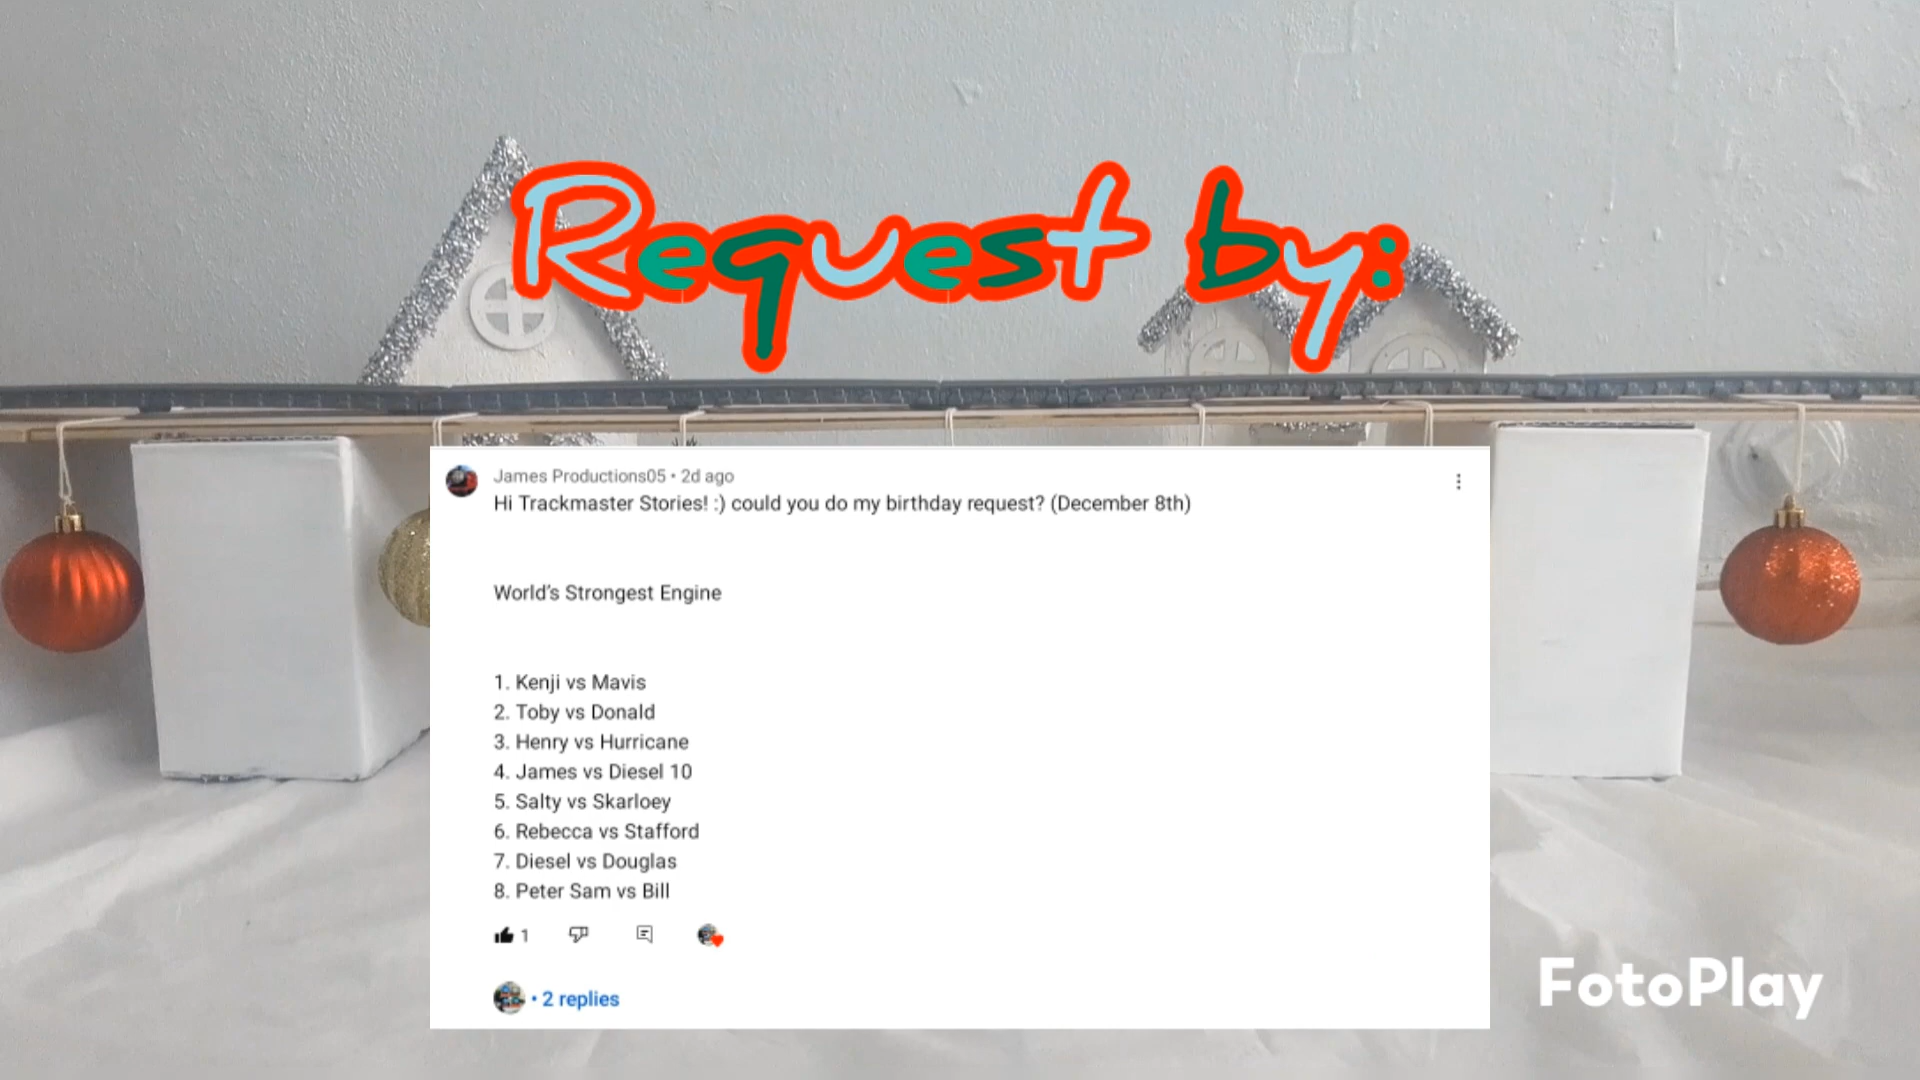 Request by:
James Productions05 • 2d ago
Hi Trackmaster Stories! :) could you do my birthday request? (December 8th)
World’s Strongest Engine
1. Kenji vs Mavis
2. Toby vs Donald
3. Henry vs Hurricane
4. James vs Diesel 10
5. Salty vs Skarloey
6. Rebecca vs Stafford
7. Diesel vs Douglas
8. Peter Sam vs Bill
1
• 2 replies
FotoPlay